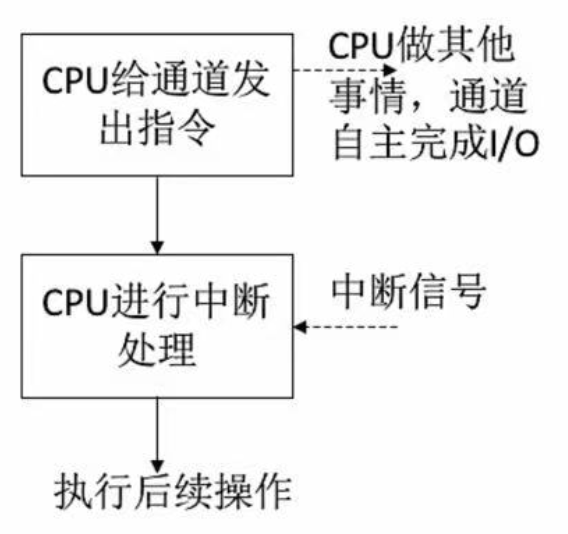 CPU给通道发
出指令
CPU做其他
事情，通道
自主完成I/O
CPU进行中断
处理
中断信号
执行后续操作